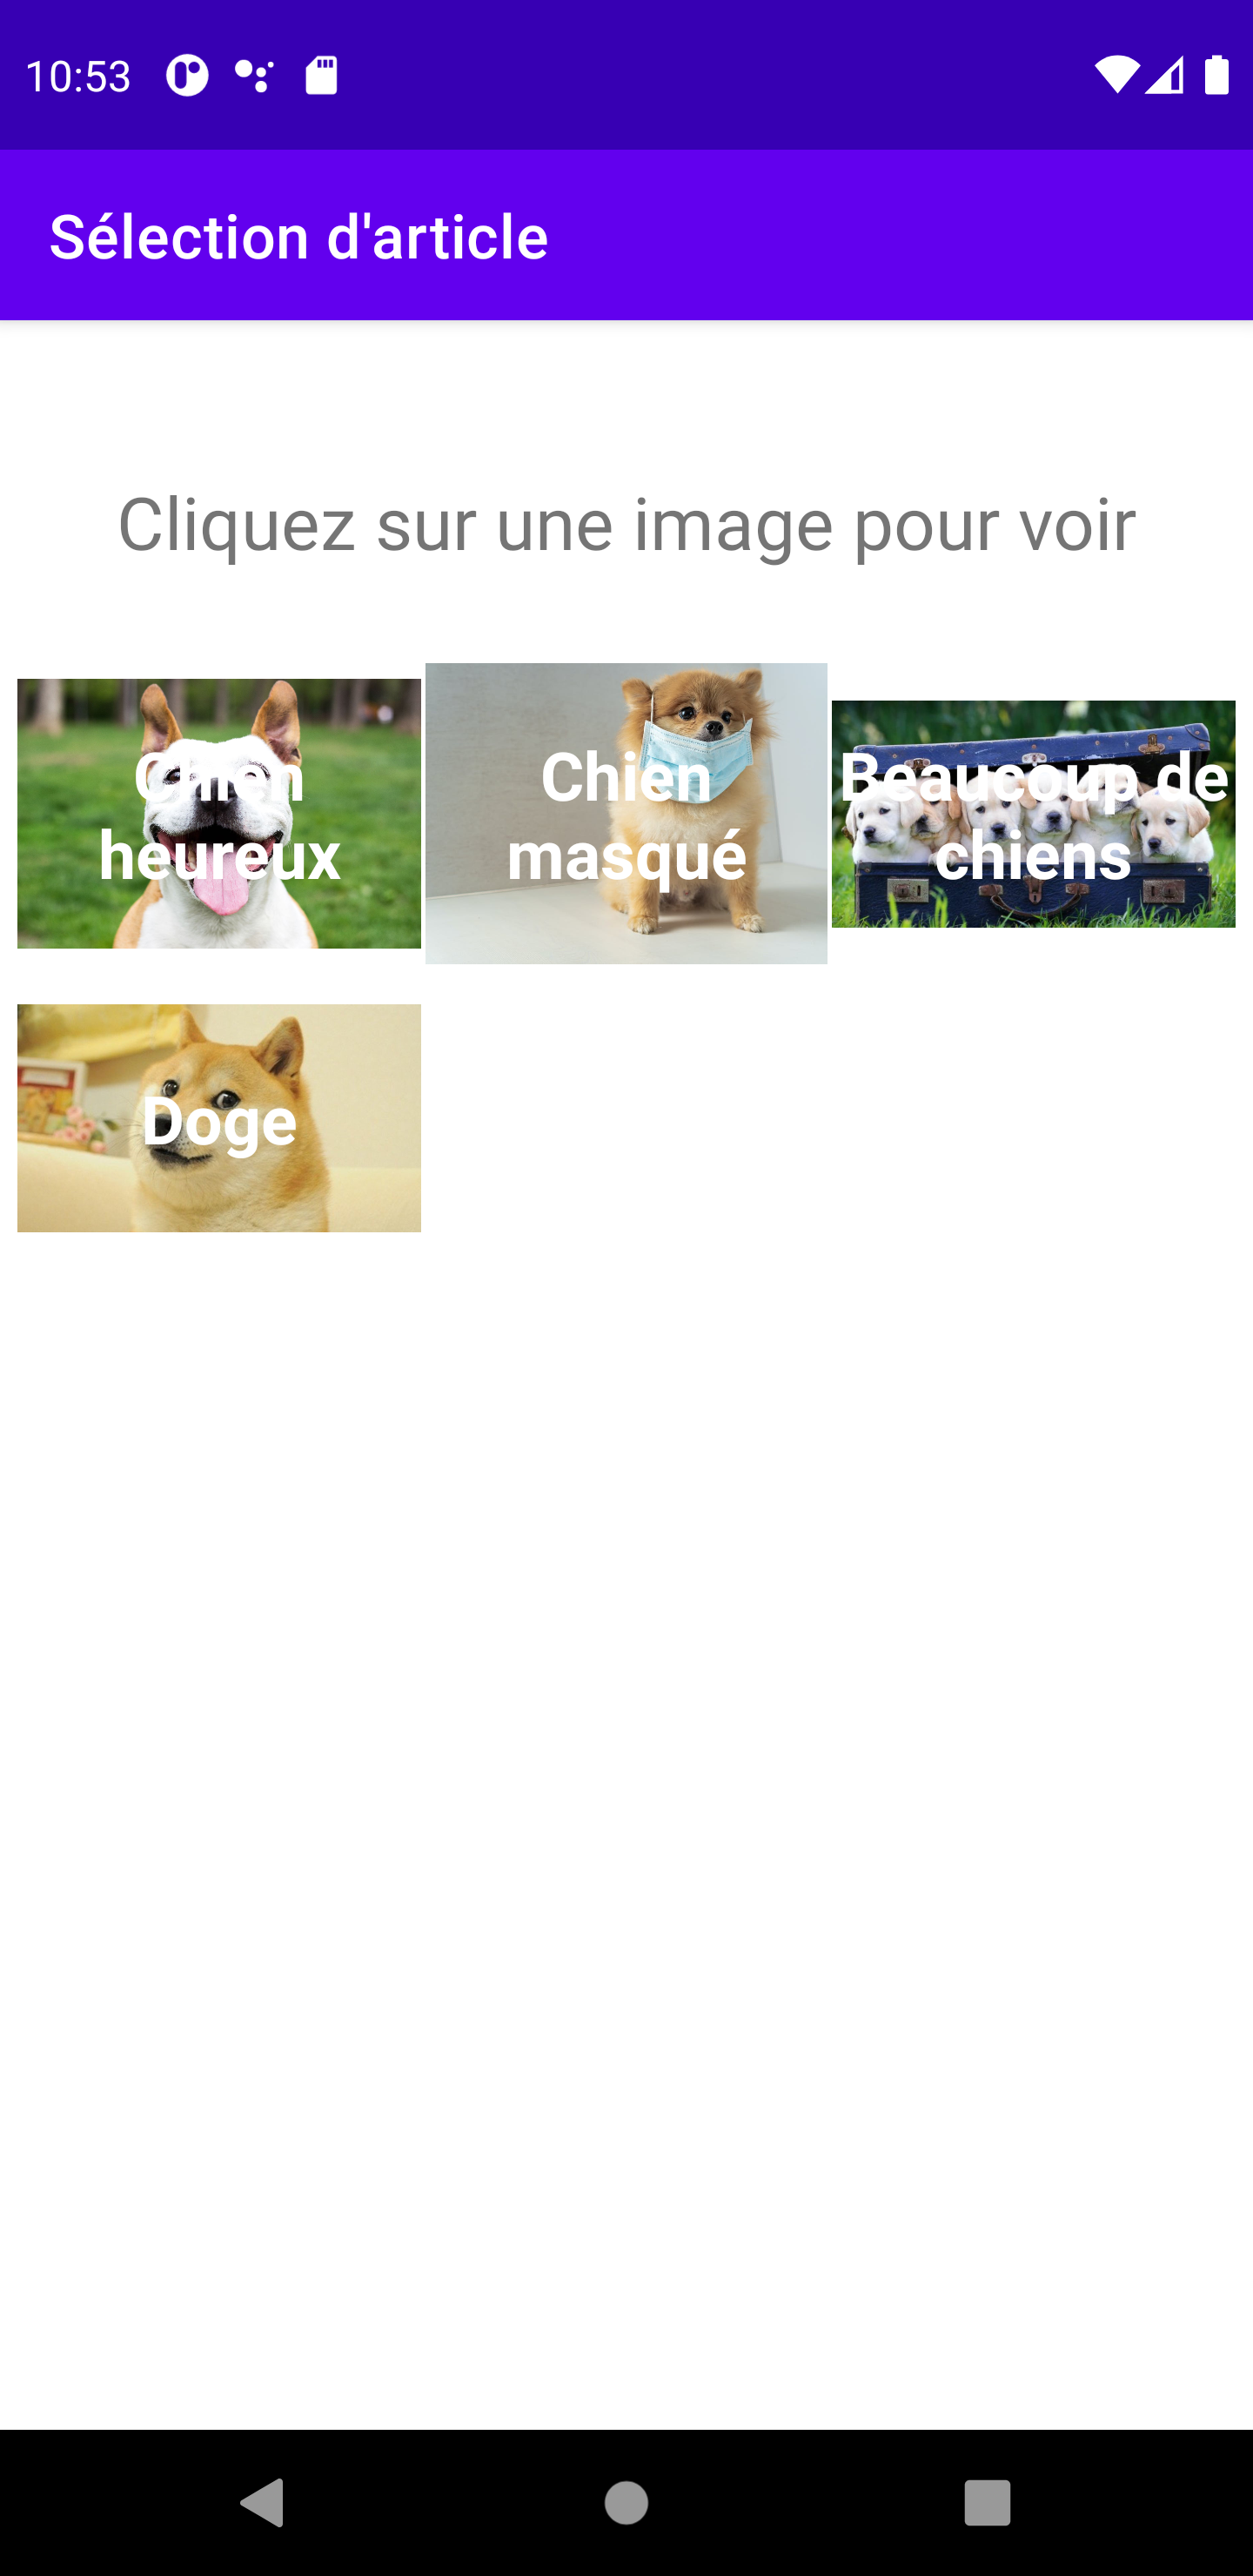 10:53
Sélection d'article
Cliquez sur une image pour voir
Chien
heureux
Chien
masqué
Beaucoup de
chiens
Doge